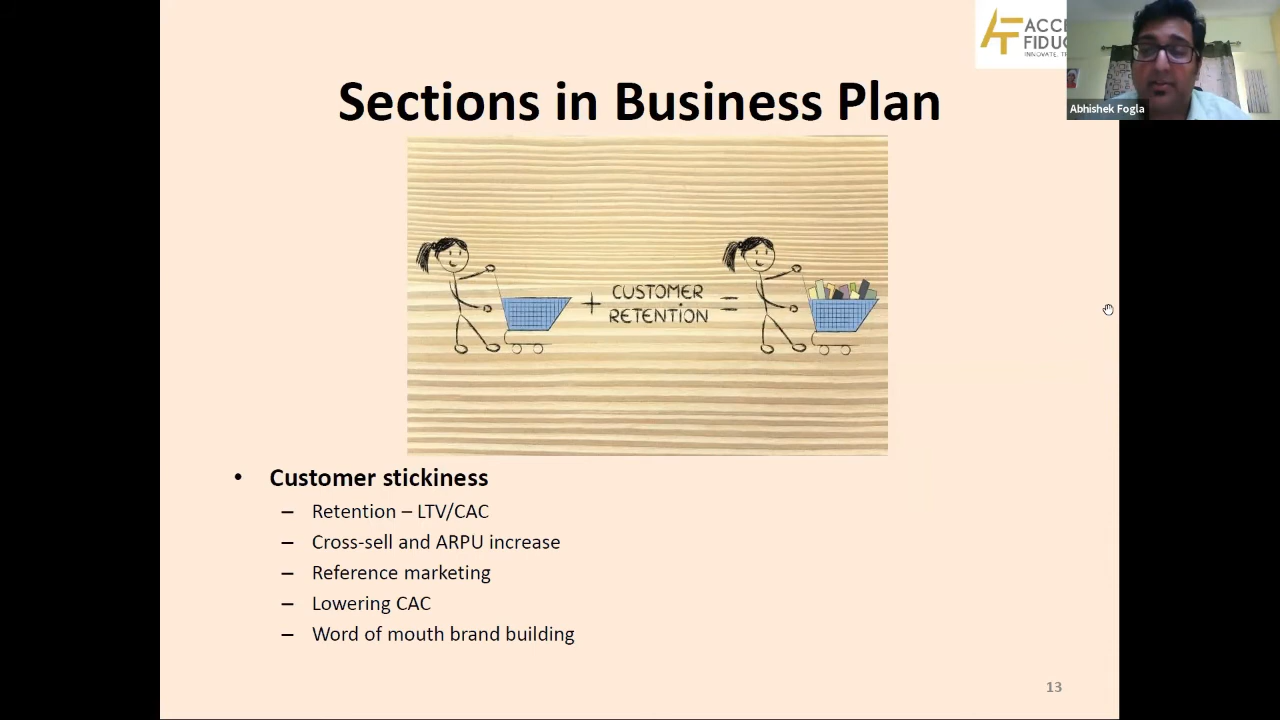 Sections in Business Plan
Abhishek Fogla
+ CUSTOMER RETENTION =
• Customer stickiness
– Retention – LTV/CAC
– Cross-sell and ARPU increase
– Reference marketing
– Lowering CAC
– Word of mouth brand building
13